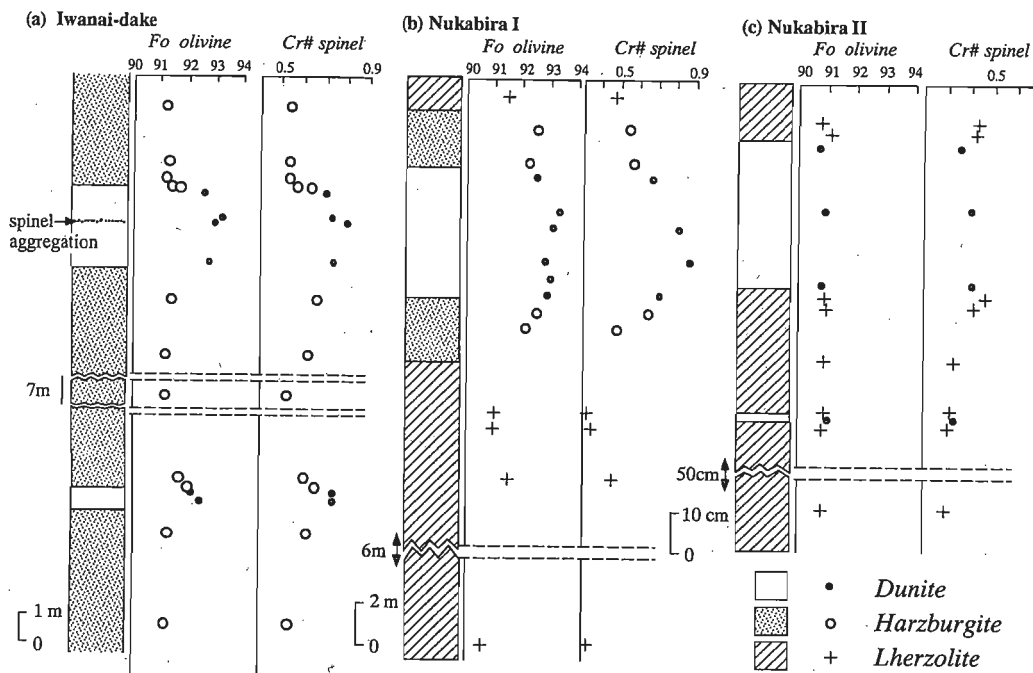 (a) Iwanai-dake
Fo olivine Cr# spinel
90 91 92 93 94 0.5 0.9
spinel
aggregation
7m
1 m
0
(b) Nukabira I
Fo olivine Cr# spinel
90 91 92 93 94 0.5 0.9
6m
2 m
0
(c) Nukabira II
Fo olivine Cr# spinel
90 91 92 93 94 0.5
50cm
10 cm
0
Dunite
Harzburgite
Lherzolite